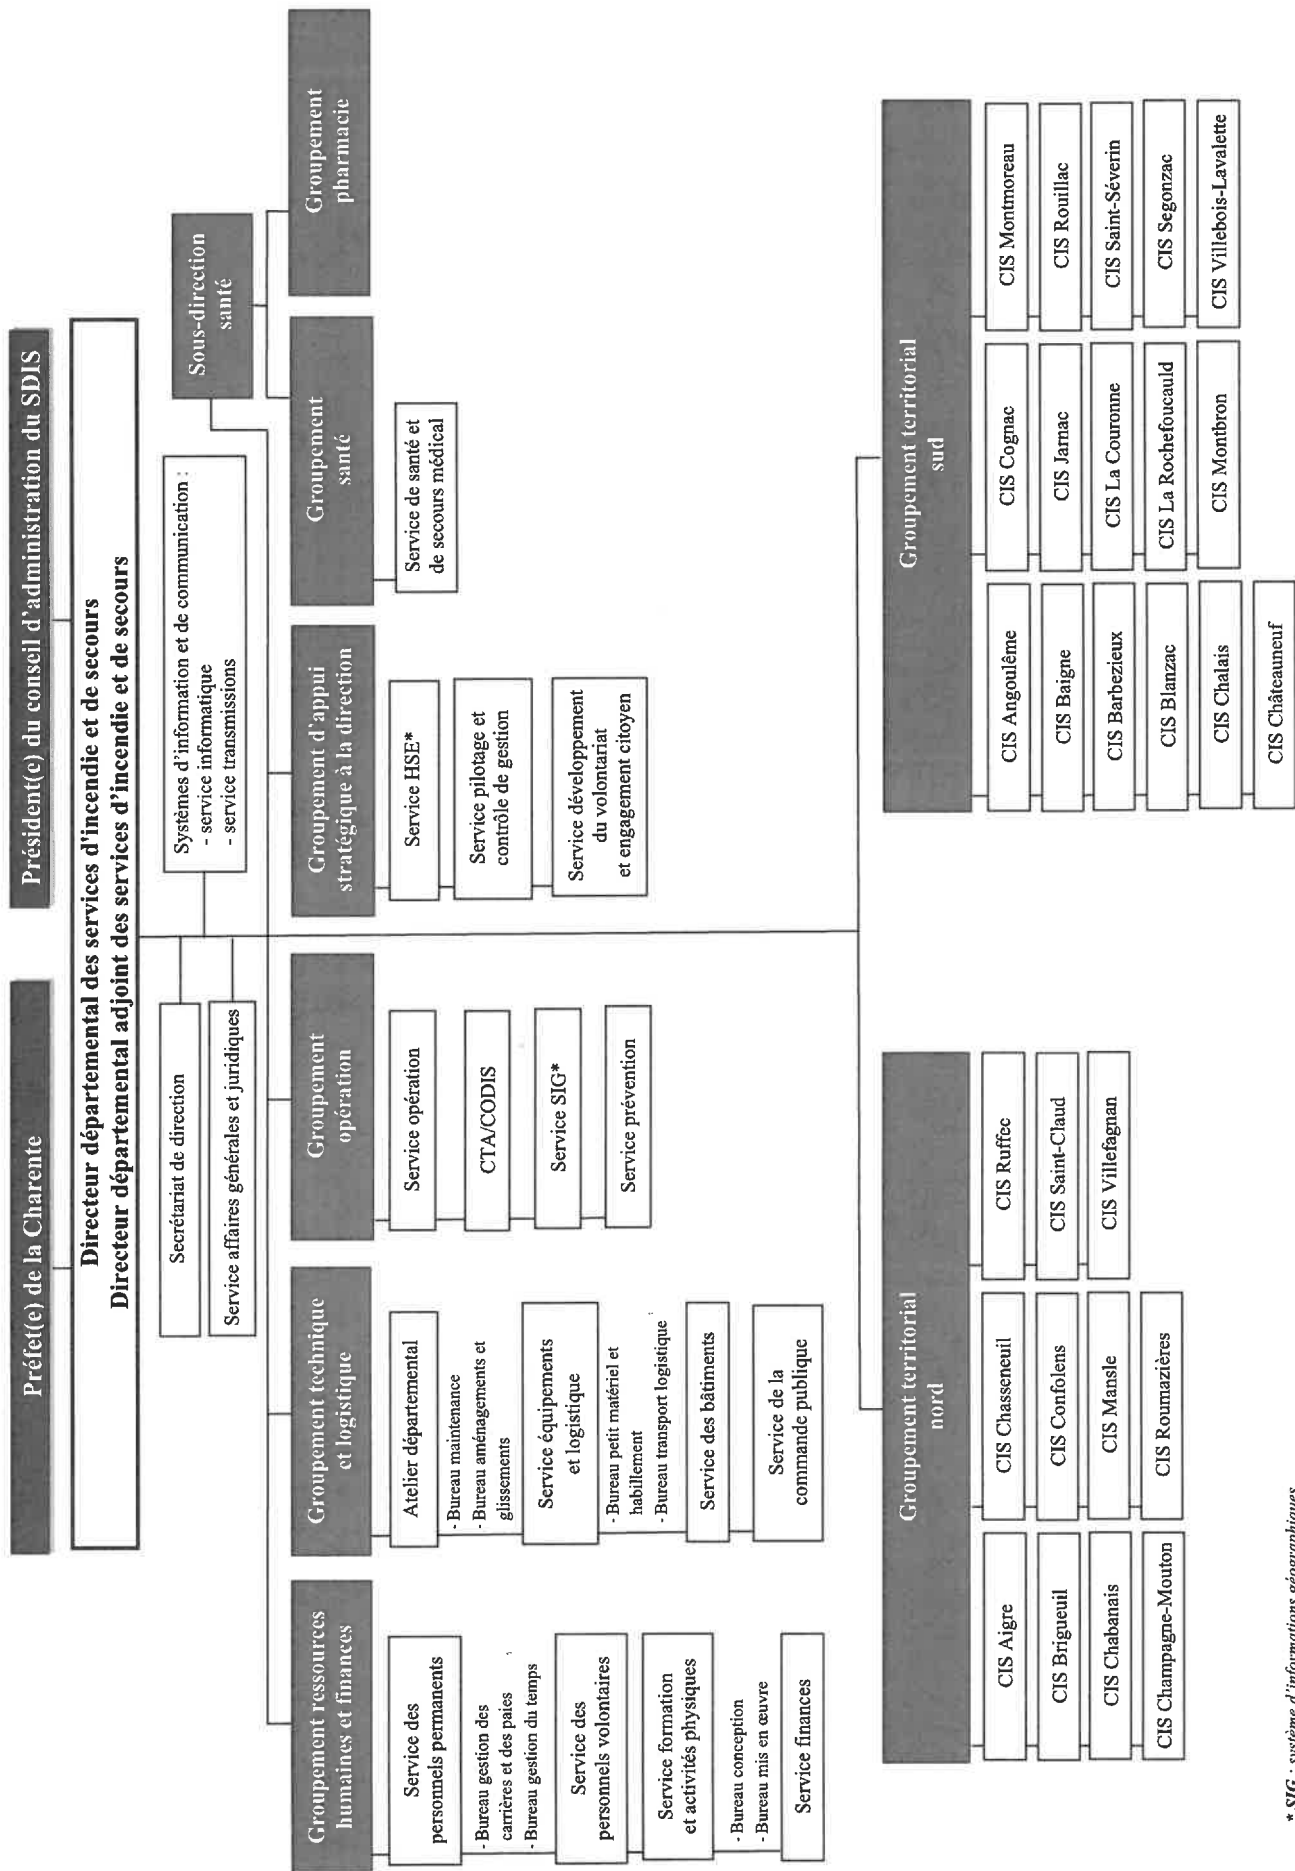 Préfet(e) de la Charente
Président(e) du conseil d'administration du SDIS
Directeur départemental des services d'incendie et de secours
Directeur départemental adjoint des services d'incendie et de secours
Secrétariat de direction
Service affaires générales et juridiques
Systèmes d'information et de communication :
- service informatique
- service transmissions
Sous-direction
santé
Groupement ressources
humaines et finances
Service des
personnels permanents
- Bureau gestion des
carrières et des paies
- Bureau gestion du temps
Service des
personnels volontaires
Service formation
et activités physiques
- Bureau conception
- Bureau mis en œuvre
Service finances
Groupement technique
et logistique
Atelier départemental
- Bureau maintenance
- Bureau aménagements et
glissements
Service équipements
et logistique
- Bureau petit matériel et
habillement
- Bureau transport logistique
Service des bâtiments
Service de la
commande publique
Groupement
opération
Service opération
CTA/CODIS
Service SIG*
Service prévention
Groupement d'appui
stratégique à la direction
Service HSE*
Service pilotage et
contrôle de gestion
Service développement
du volontariat
et engagement citoyen
Groupement
santé
Service de santé et
de secours médical
Groupement
pharmacie
Groupement territorial
nord
CIS Aigre
CIS Brigueuil
CIS Chabanais
CIS Champagne-Mouton
CIS Chasseneuil
CIS Confolens
CIS Mansle
CIS Roumazières
CIS Ruffec
CIS Saint-Claud
CIS Villefagnan
Groupement territorial
sud
CIS Angoulême
CIS Baigne
CIS Barbezieux
CIS Blanzac
CIS Chalais
CIS Châteauneuf
CIS Cognac
CIS Jarnac
CIS La Couronne
CIS La Rochefoucauld
CIS Montbron
CIS Montmoreau
CIS Rouillac
CIS Saint-Séverin
CIS Segonzac
CIS Villebois-Lavalette
* SIG : système d'informations géographiques